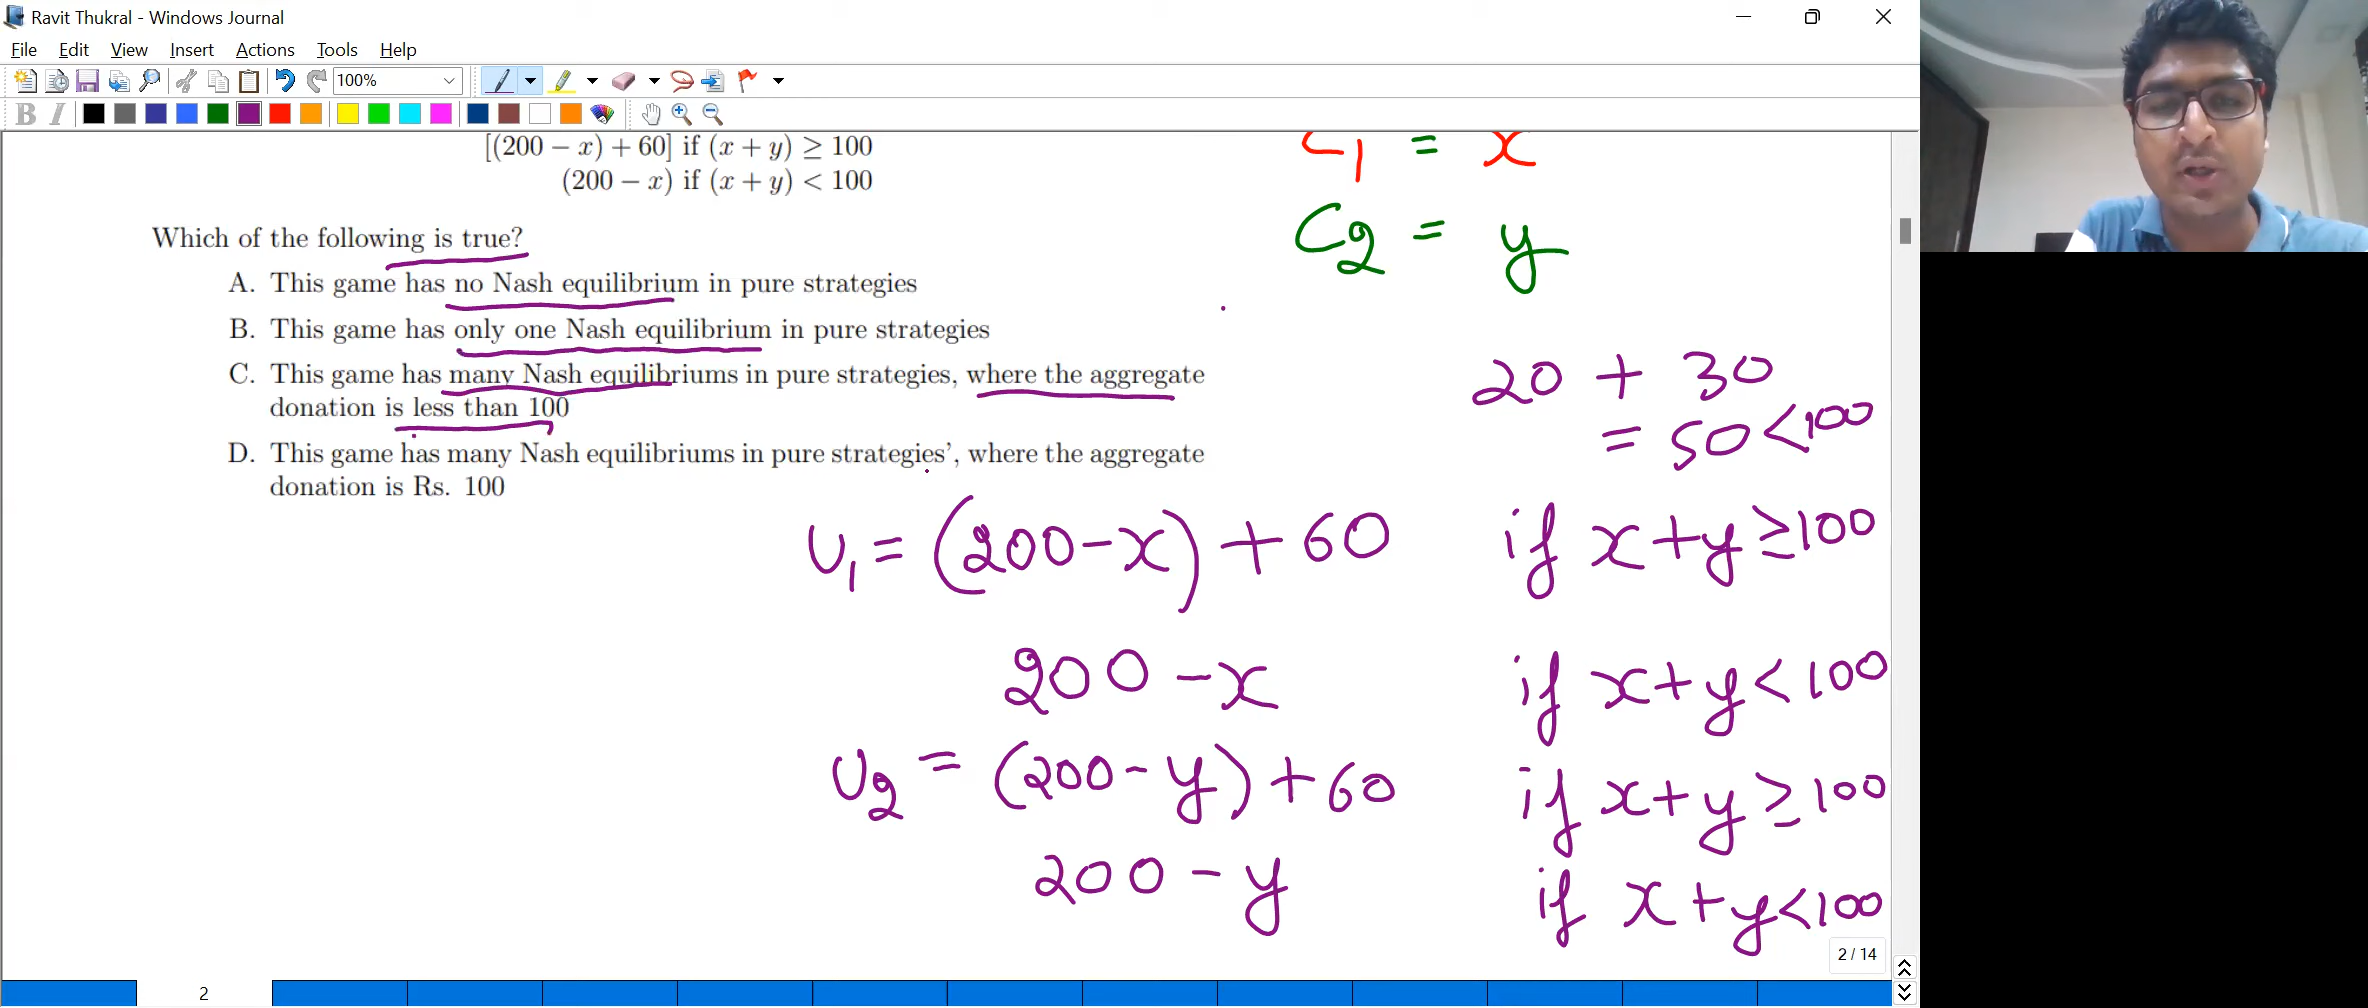 Ravit Thukral - Windows Journal
File Edit View Insert Actions Tools Help
100%
B I
[(200 − x) + 60] if (x + y) ≥ 100
(200 − x) if (x + y) < 100
C1 = x
C2 = y
Which of the following is true?
A. This game has no Nash equilibrium in pure strategies
B. This game has only one Nash equilibrium in pure strategies
C. This game has many Nash equilibriums in pure strategies, where the aggregate
donation is less than 100
D. This game has many Nash equilibriums in pure strategies', where the aggregate
donation is Rs. 100
20 + 30
= 50 < 100
U1 = (200 - x) + 60 if x + y ≥ 100
200 - x if x + y < 100
U2 = (200 - y) + 60 if x + y ≥ 100
200 - y if x + y < 100
2 / 14
2